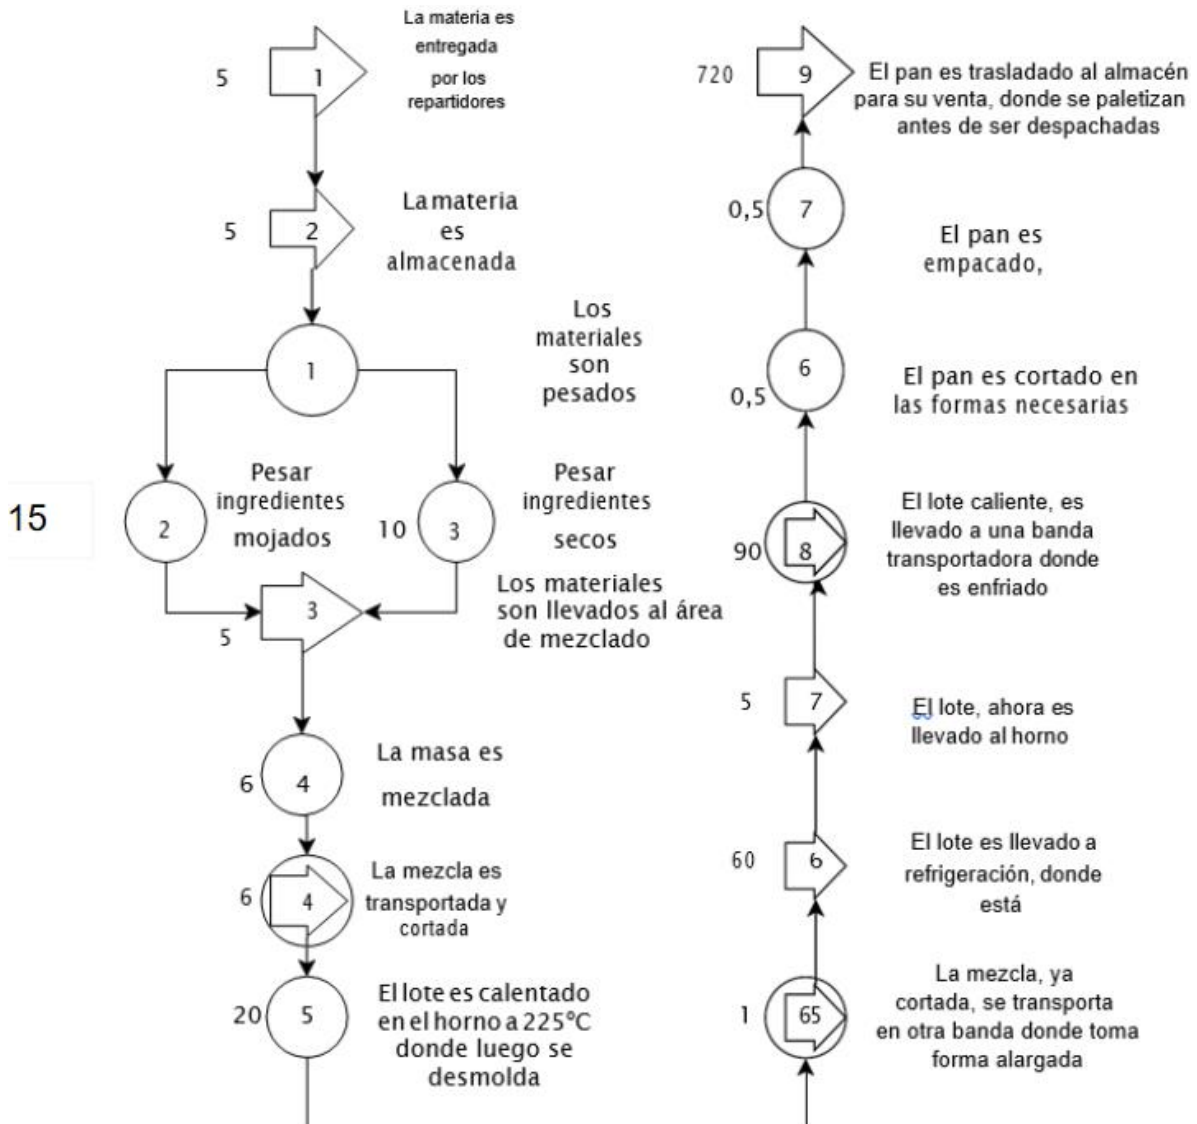 La materia es
entregada
por los
repartidores
5
1
5
2
La materia
es
almacenada
1
Los
materiales
son
pesados
15
2
Pesar
ingredientes
mojados
10
3
Pesar
ingredientes
secos
5
3
Los materiales
son llevados al área
de mezclado
6
4
La masa es
mezclada
6
4
La mezcla es
transportada y
cortada
20
5
El lote es calentado
en el horno a 225ºC
donde luego se
desmolda
720
9
El pan es trasladado al almacén
para su venta, donde se paletizan
antes de ser despachadas
0,5
7
El pan es
empacado,
0,5
6
El pan es cortado en
las formas necesarias
90
8
El lote caliente, es
llevado a una banda
transportadora donde
es enfriado
5
7
El lote, ahora es
llevado al horno
60
6
El lote es llevado a
refrigeración, donde
está
1
65
La mezcla, ya
cortada, se transporta
en otra banda donde toma
forma alargada